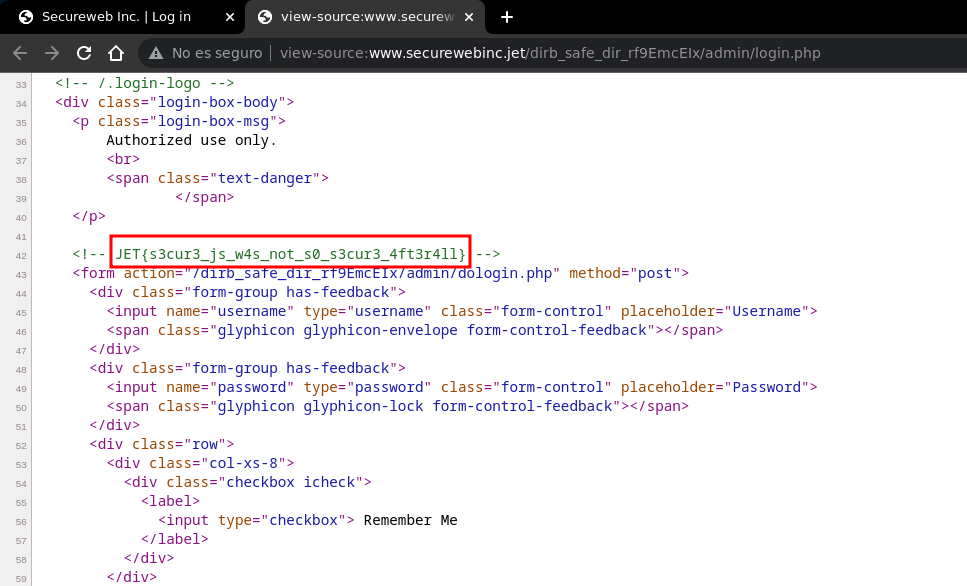 Secureweb Inc. | Log in
view-source:www.securew
No es seguro | view-source:www.securewebinc.jet/dirb_safe_dir_rf9EmcEIx/admin/login.php
33 <!-- /.login-logo -->
34 <div class="login-box-body">
35 <p class="login-box-msg">
36 Authorized use only.
37 <br>
38 <span class="text-danger">
39 </span>
40 </p>
41
42 <!-- JET{s3cur3_js_w4s_not_s0_s3cur3_4ft3r4ll} -->
43 <form action="/dirb_safe_dir_rf9EmcEIx/admin/dologin.php" method="post">
44 <div class="form-group has-feedback">
45 <input name="username" type="username" class="form-control" placeholder="Username">
46 <span class="glyphicon glyphicon-envelope form-control-feedback"></span>
47 </div>
48 <div class="form-group has-feedback">
49 <input name="password" type="password" class="form-control" placeholder="Password">
50 <span class="glyphicon glyphicon-lock form-control-feedback"></span>
51 </div>
52 <div class="row">
53 <div class="col-xs-8">
54 <div class="checkbox icheck">
55 <label>
56 <input type="checkbox"> Remember Me
57 </label>
58 </div>
59 </div>